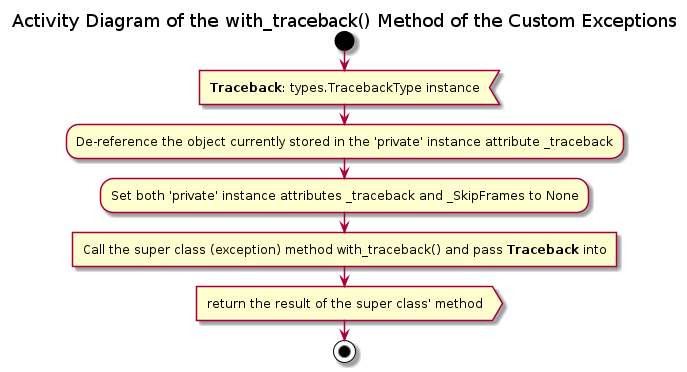 Activity Diagram of the with_traceback() Method of the Custom Exceptions
Traceback: types.TracebackType instance
De-reference the object currently stored in the 'private' instance attribute _traceback
Set both 'private' instance attributes _traceback and _SkipFrames to None
Call the super class (exception) method with_traceback() and pass Traceback into
return the result of the super class' method